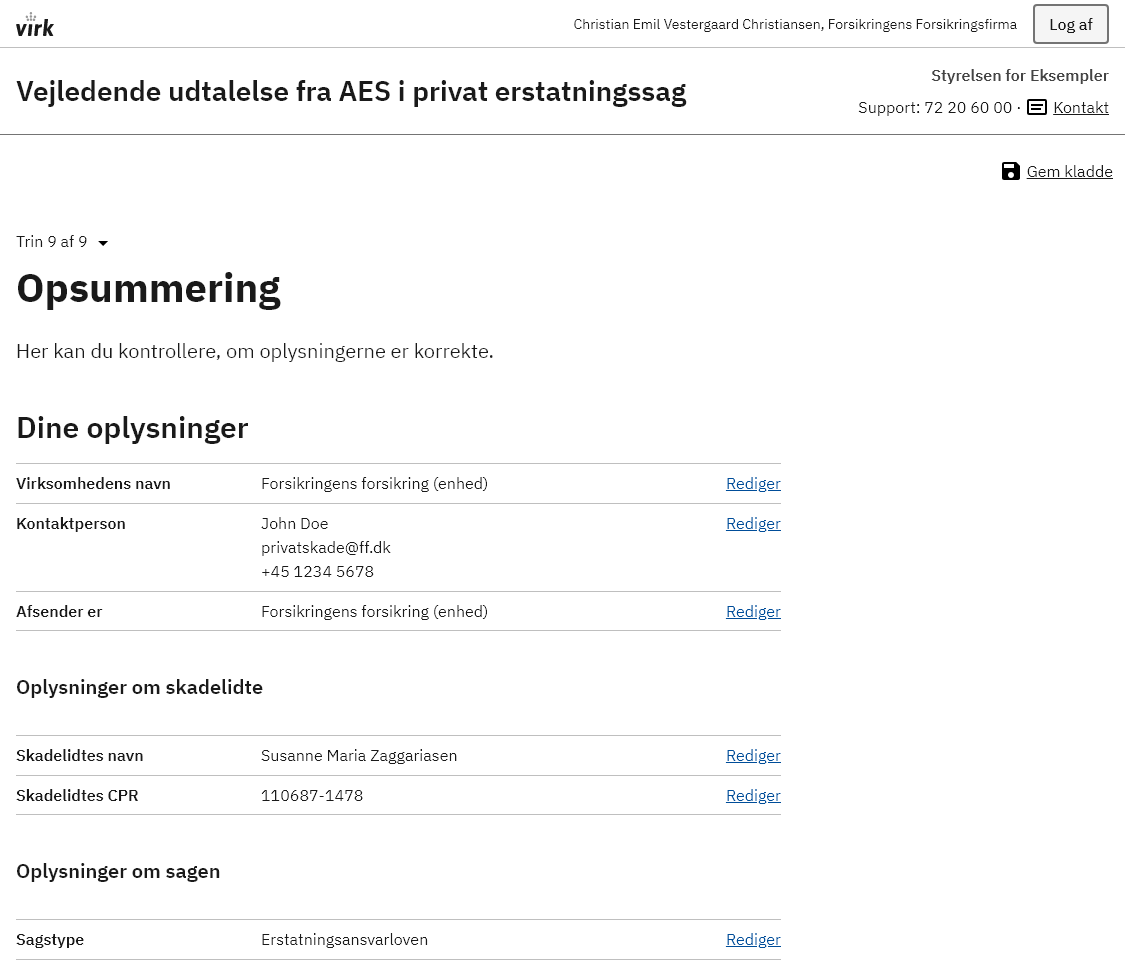 virk
Christian Emil Vestergaard Christiansen, Forsikringens Forsikringsfirma
Log af
Vejledende udtalelse fra AES i privat erstatningssag
Styrelsen for Eksempler
Support: 72 20 60 00 · Kontakt
Gem kladde
Trin 9 af 9
Opsummering
Her kan du kontrollere, om oplysningerne er korrekte.
Dine oplysninger
Virksomhedens navn Forsikringens forsikring (enhed) Rediger
Kontaktperson John Doe Rediger
privatskade@ff.dk
+45 1234 5678
Afsender er Forsikringens forsikring (enhed) Rediger
Oplysninger om skadelidte
Skadelidtes navn Susanne Maria Zaggariasen Rediger
Skadelidtes CPR 110687-1478 Rediger
Oplysninger om sagen
Sagstype Erstatningsansvarloven Rediger